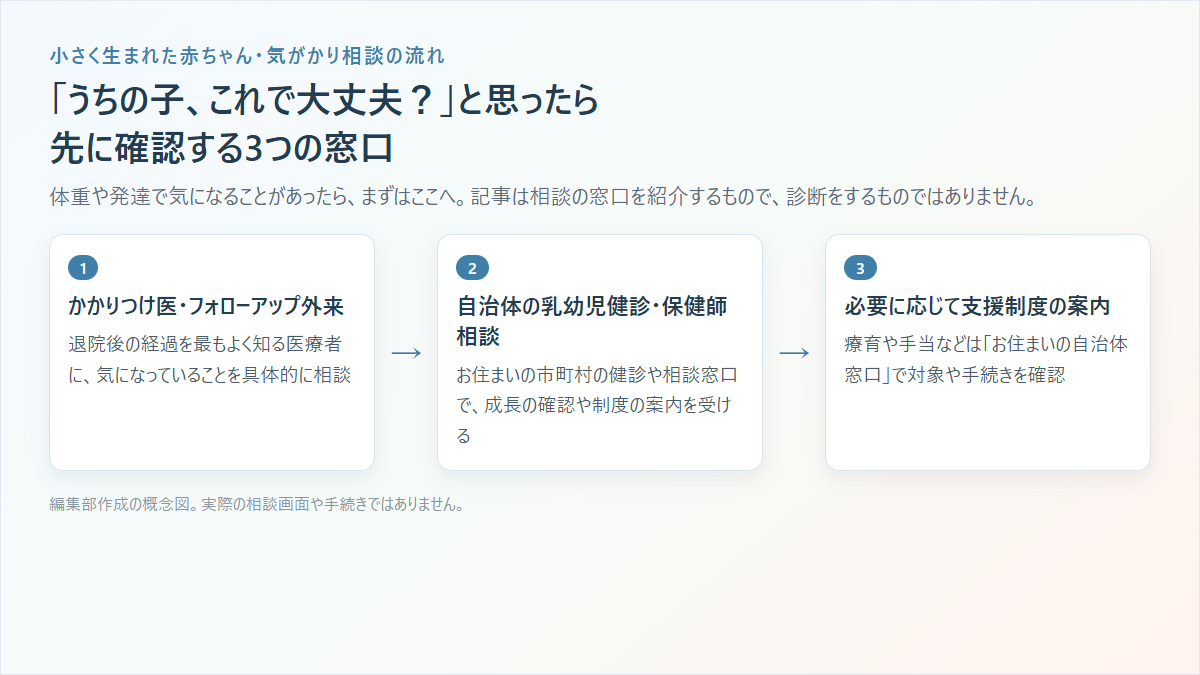 小さく生まれた赤ちゃん・気がかり相談の流れ
「うちの子、これで大丈夫？」と思ったら
先に確認する3つの窓口
体重や発達で気になることがあったら、まずはここへ。記事は相談の窓口を紹介するもので、診断をするものではありません。
1
かかりつけ医・フォローアップ外来
退院後の経過を最もよく知る医療者
に、気になっていることを具体的に相談
→
2
自治体の乳幼児健診・保健師
相談
お住まいの市町村の健診や相談窓口
で、成長の確認や制度の案内を受け
る
→
3
必要に応じて支援制度の案内
療育や手当などは「お住まいの自治体
窓口」で対象や手続きを確認
編集部作成の概念図。実際の相談画面や手続きではありません。